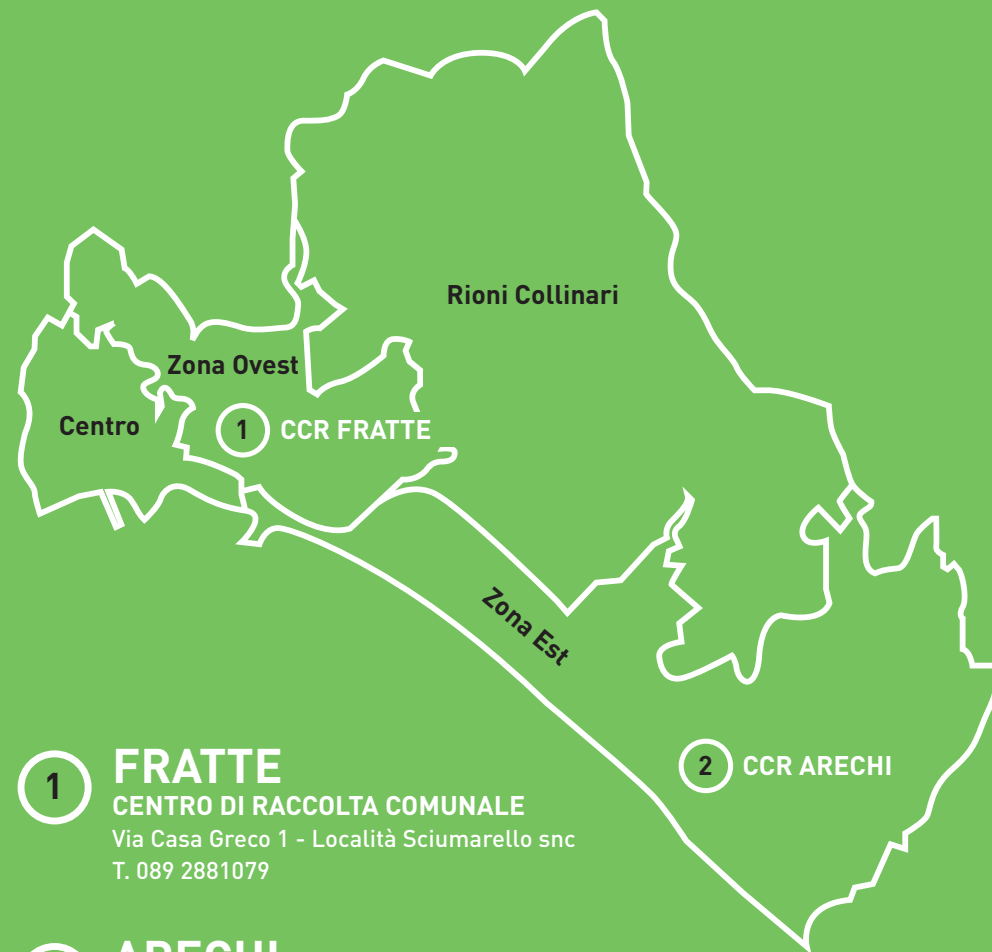 Rioni Collinari
Zona Ovest
Centro
1 CCR FRATTE
Zona Est
2 CCR ARECHI
1 FRATTE
CENTRO DI RACCOLTA COMUNALE
Via Casa Greco 1 - Località Sciumarello snc
T. 089 2881079
ARECHI